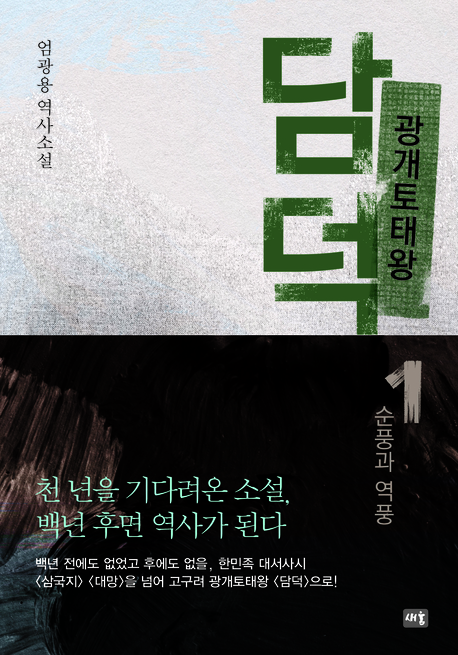 엄광용 역사소설
담덕
광개토태왕
1
순풍과 역풍
천 년을 기다려온 소설,
백년 후면 역사가 된다
백년 전에도 없었고 후에도 없을, 한민족 대서사시
〈삼국지〉 〈대망〉을 넘어 고구려 광개토태왕 〈담덕〉으로!
새움